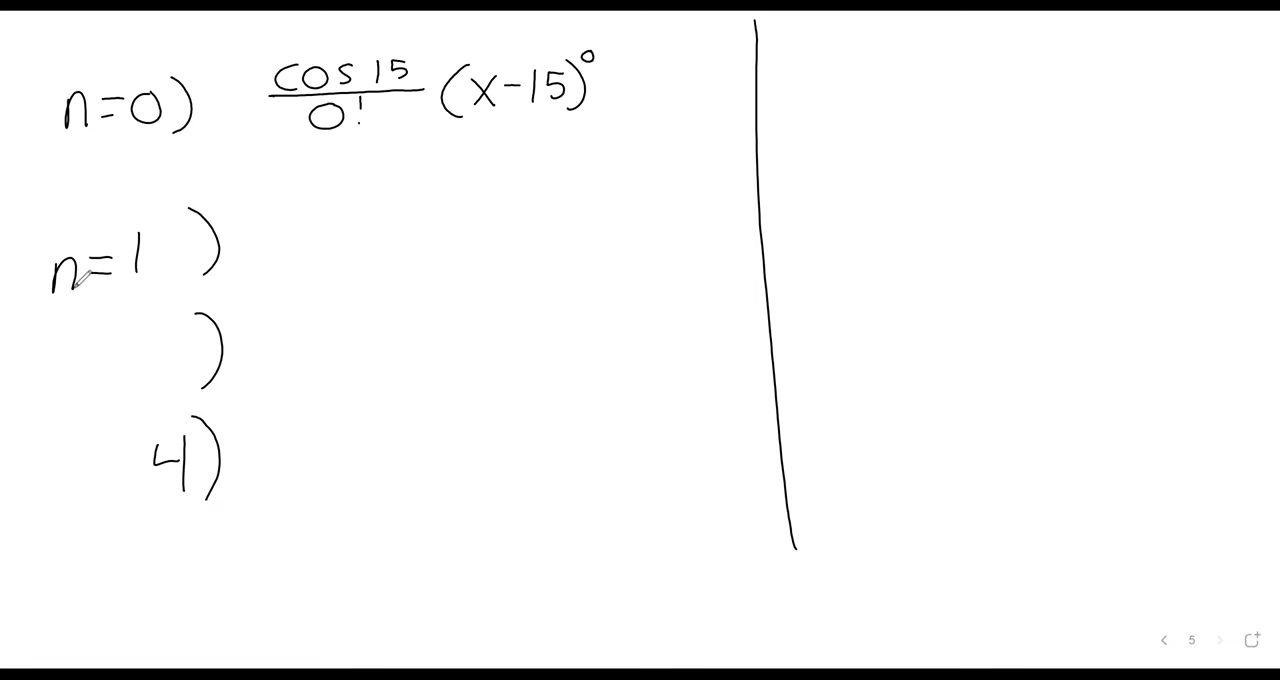 n=0) cos 15 / 0! (x-15)^0
n=1 )
)
4)
< 5 >